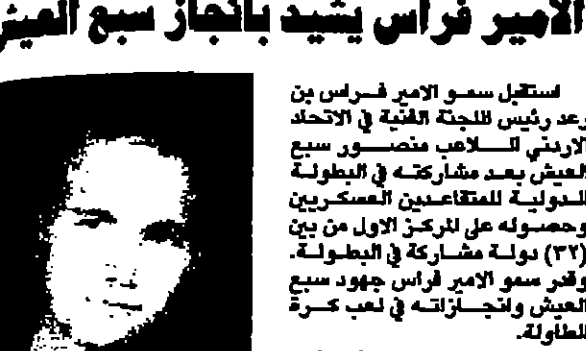 الامير فراس يشيد بانجاز سبع العيش
استقبل سمو الامير فراس بن
رعد رئيس اللجنة الفنية في الاتحاد
الاردني اللاعب منصور سبع
العيش بعد مشاركته في البطولة
الدولية للمتقاعدين العسكريين
وحصوله على المركز الاول من بين
(٣٢) دولة مشاركة في البطولة.
وقدر سمو الامير فراس جهود سبع
العيش وانجازاته في لعب كرة
الطاولة.